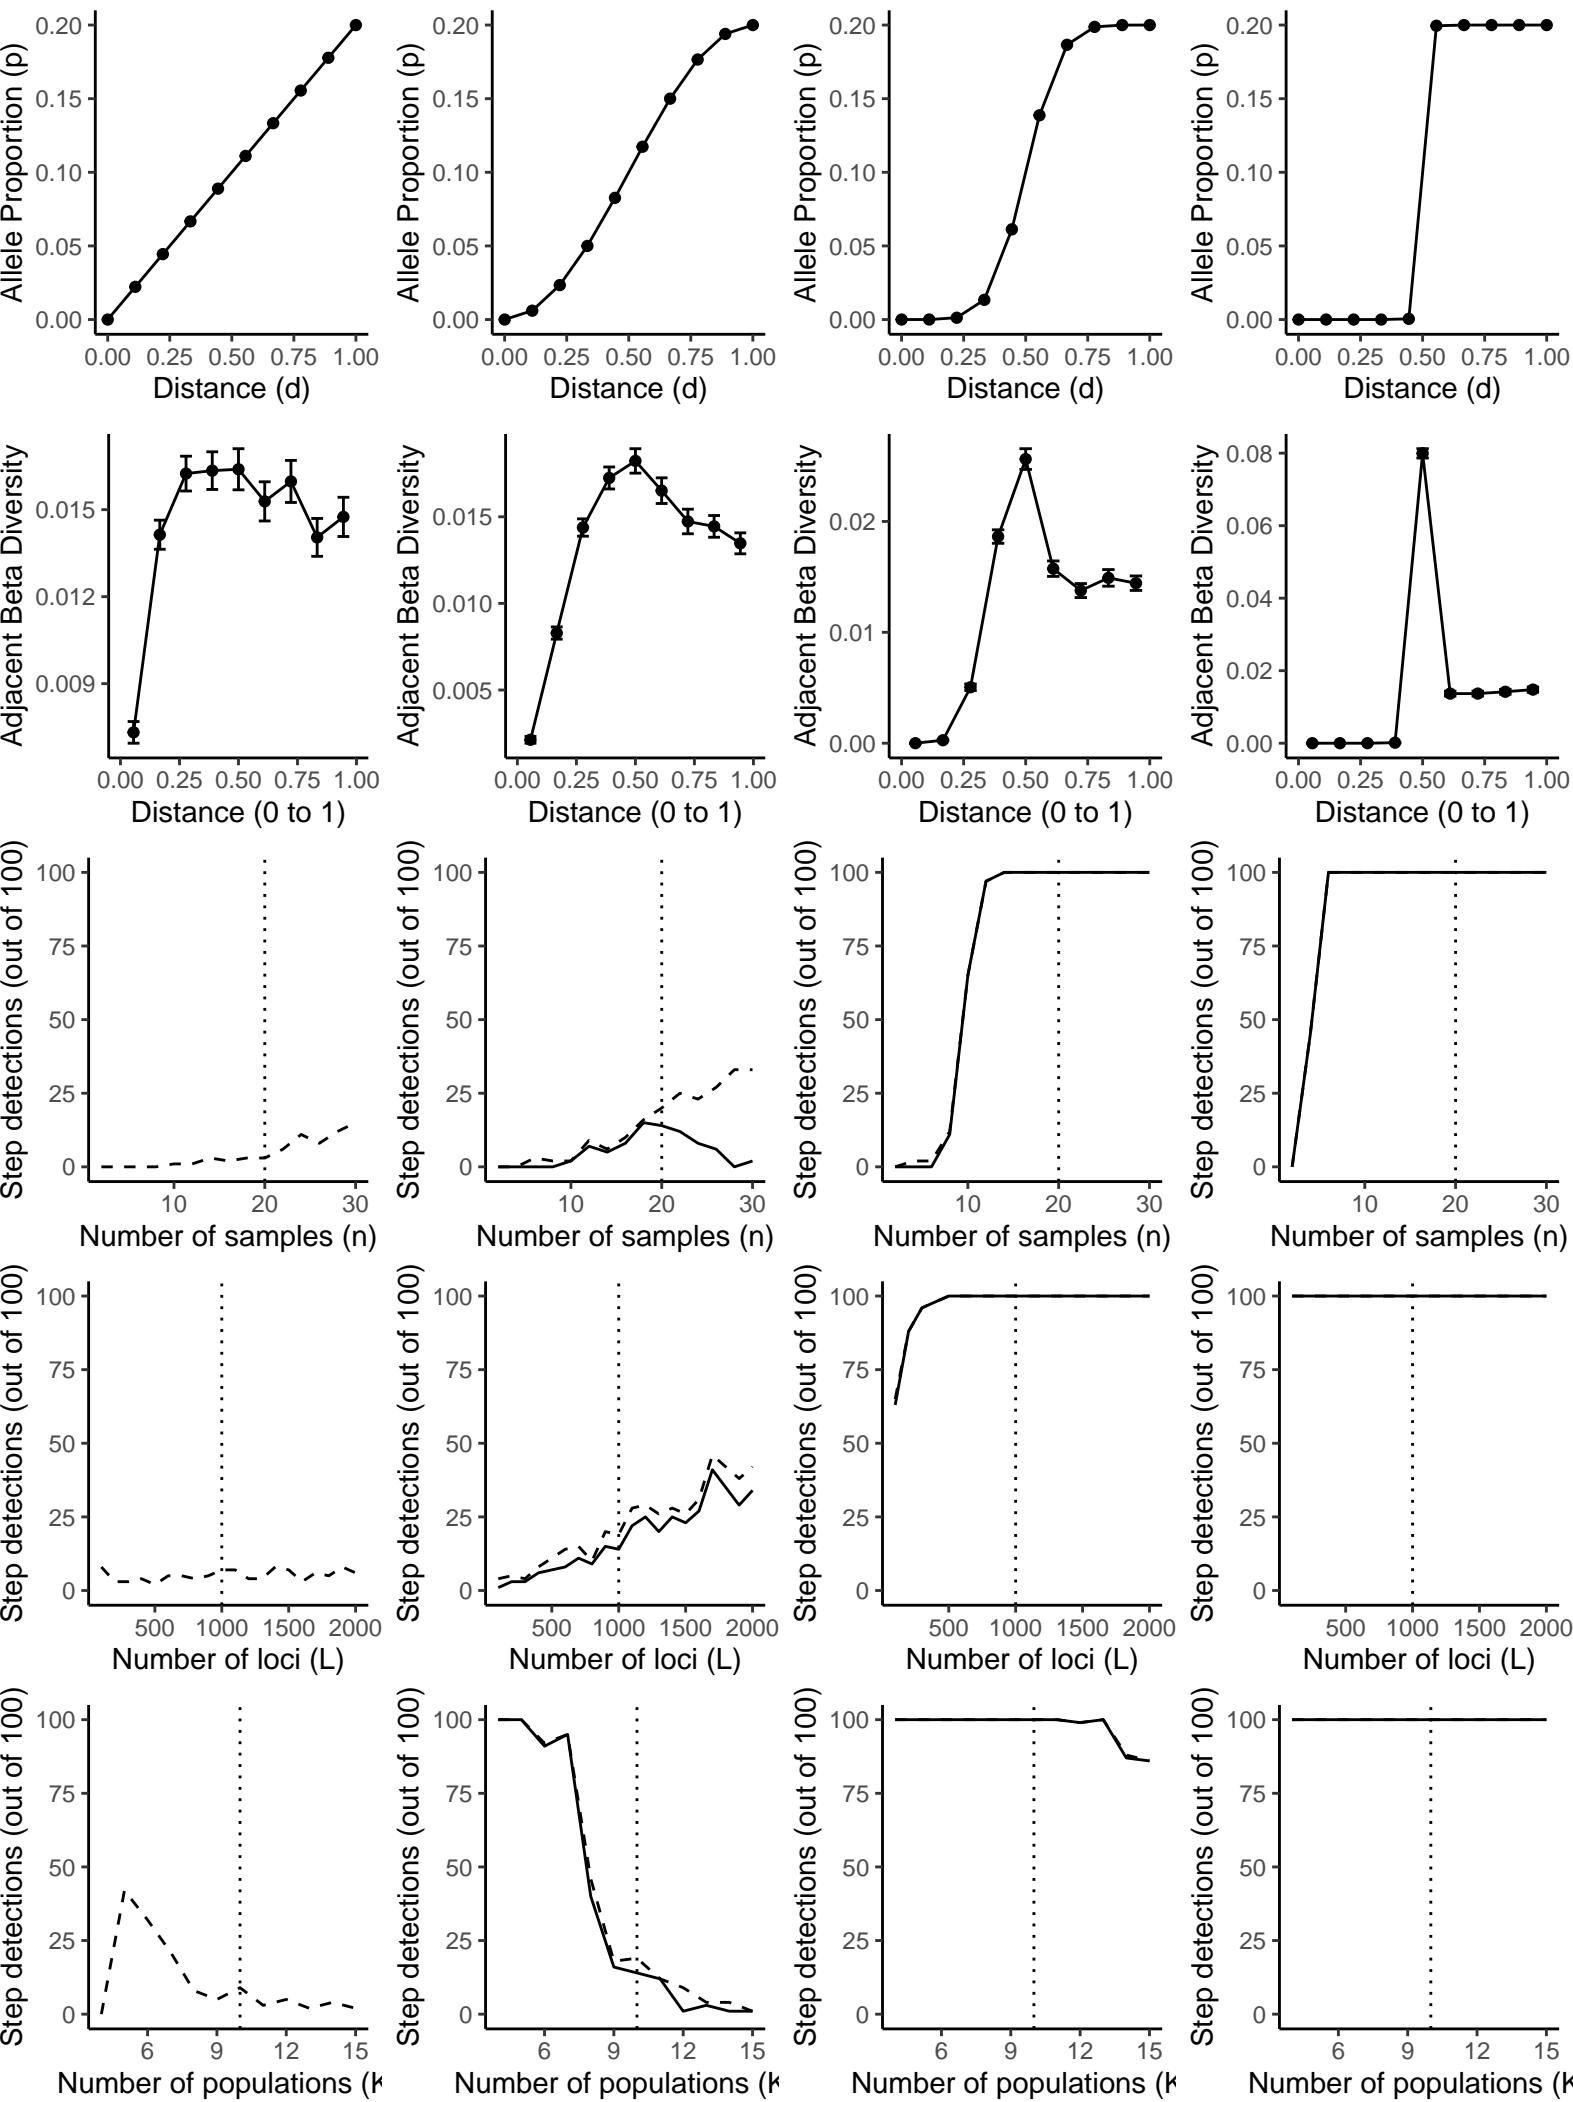 Allele Proportion (p)
0.20
0.15
0.10
0.05
0.00
0.00 0.25 0.50 0.75 1.00
Distance (d)
Allele Proportion (p)
0.20
0.15
0.10
0.05
0.00
0.00 0.25 0.50 0.75 1.00
Distance (d)
Allele Proportion (p)
0.20
0.15
0.10
0.05
0.00
0.00 0.25 0.50 0.75 1.00
Distance (d)
Allele Proportion (p)
0.20
0.15
0.10
0.05
0.00
0.00 0.25 0.50 0.75 1.00
Distance (d)
Adjacent Beta Diversity
0.015
0.012
0.009
0.00 0.25 0.50 0.75 1.00
Distance (0 to 1)
Adjacent Beta Diversity
0.015
0.010
0.005
0.00 0.25 0.50 0.75 1.00
Distance (0 to 1)
Adjacent Beta Diversity
0.02
0.01
0.00
0.00 0.25 0.50 0.75 1.00
Distance (0 to 1)
Adjacent Beta Diversity
0.08
0.06
0.04
0.02
0.00
0.00 0.25 0.50 0.75 1.00
Distance (0 to 1)
Step detections (out of 100)
100
75
50
25
0
10 20 30
Number of samples (n)
Step detections (out of 100)
100
75
50
25
0
10 20 30
Number of samples (n)
Step detections (out of 100)
100
75
50
25
0
10 20 30
Number of samples (n)
Step detections (out of 100)
100
75
50
25
0
10 20 30
Number of samples (n)
Step detections (out of 100)
100
75
50
25
0
500 1000 1500 2000
Number of loci (L)
Step detections (out of 100)
100
75
50
25
0
500 1000 1500 2000
Number of loci (L)
Step detections (out of 100)
100
75
50
25
0
500 1000 1500 2000
Number of loci (L)
Step detections (out of 100)
100
75
50
25
0
500 1000 1500 2000
Number of loci (L)
Step detections (out of 100)
100
75
50
25
0
6 9 12 15
Number of populations (K
Step detections (out of 100)
100
75
50
25
0
6 9 12 15
Number of populations (K
Step detections (out of 100)
100
75
50
25
0
6 9 12 15
Number of populations (K
Step detections (out of 100)
100
75
50
25
0
6 9 12 15
Number of populations (K